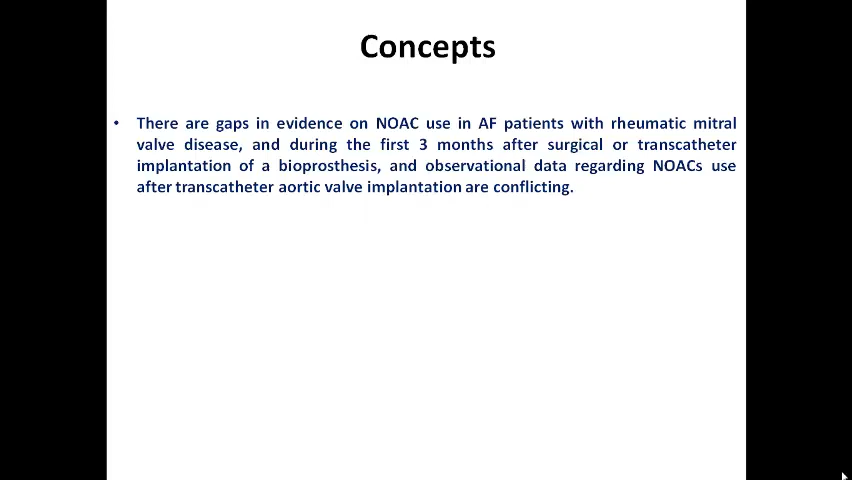 Concepts
• There are gaps in evidence on NOAC use in AF patients with rheumatic mitral
valve disease, and during the first 3 months after surgical or transcatheter
implantation of a bioprosthesis, and observational data regarding NOACs use
after transcatheter aortic valve implantation are conflicting.